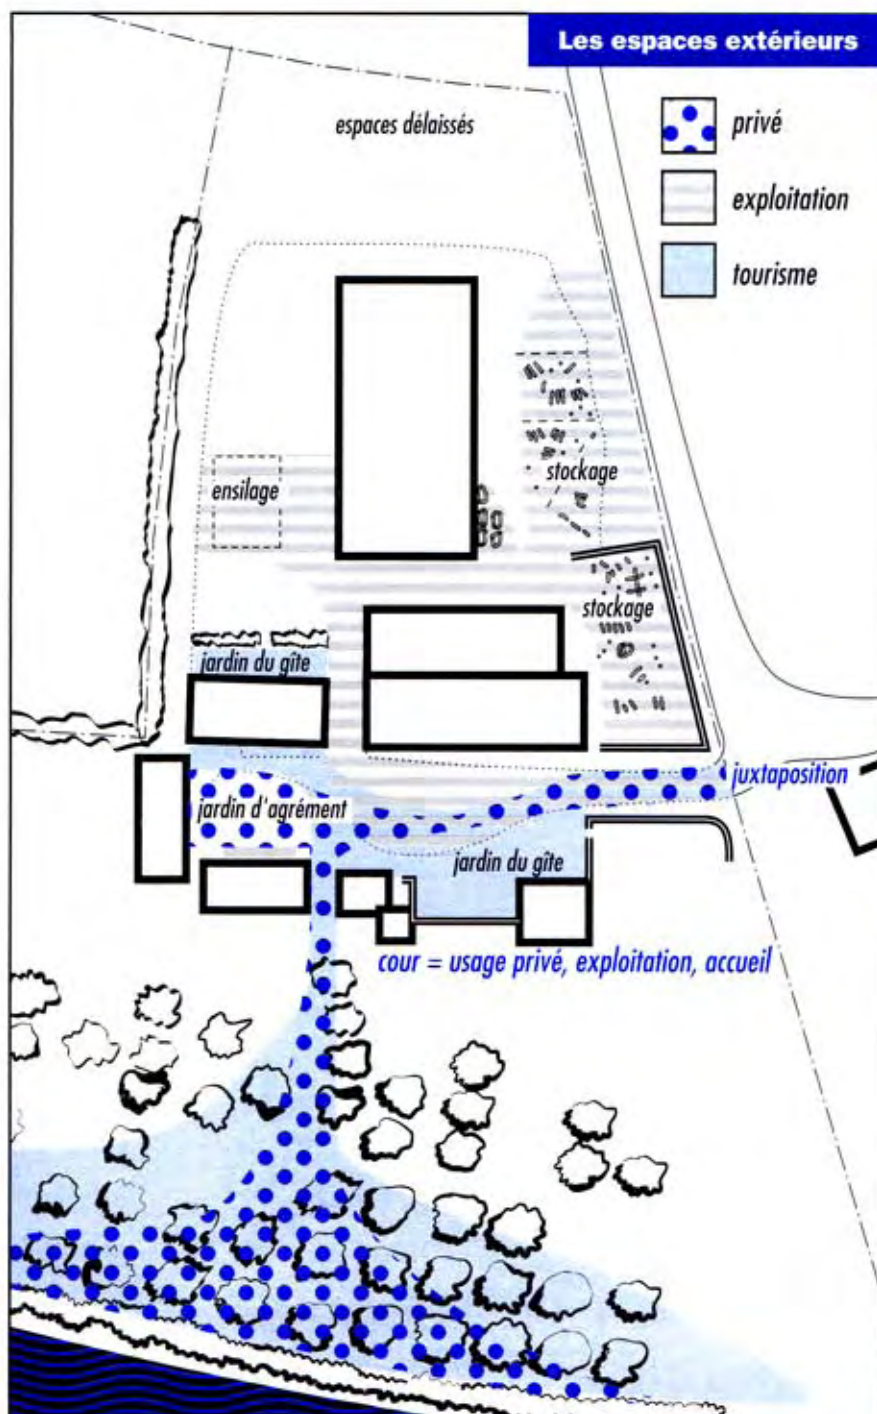 Les espaces extérieurs
espaces délaissés
privé
exploitation
tourisme
ensilage
stockage
stockage
jardin du gîte
juxtaposition
jardin d'agrément
jardin du gîte
cour = usage privé, exploitation, accueil